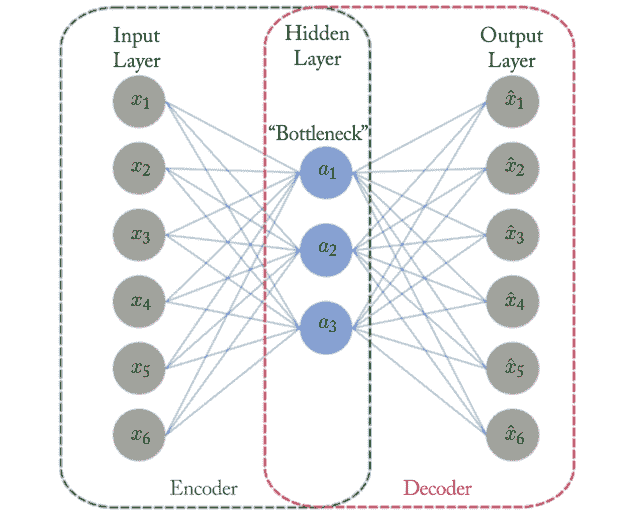 Input
Layer
Hidden
Layer
Output
Layer
"Bottleneck"
x1
x2
x3
x4
x5
x6
a1
a2
a3
x̂1
x̂2
x̂3
x̂4
x̂5
x̂6
Encoder
Decoder